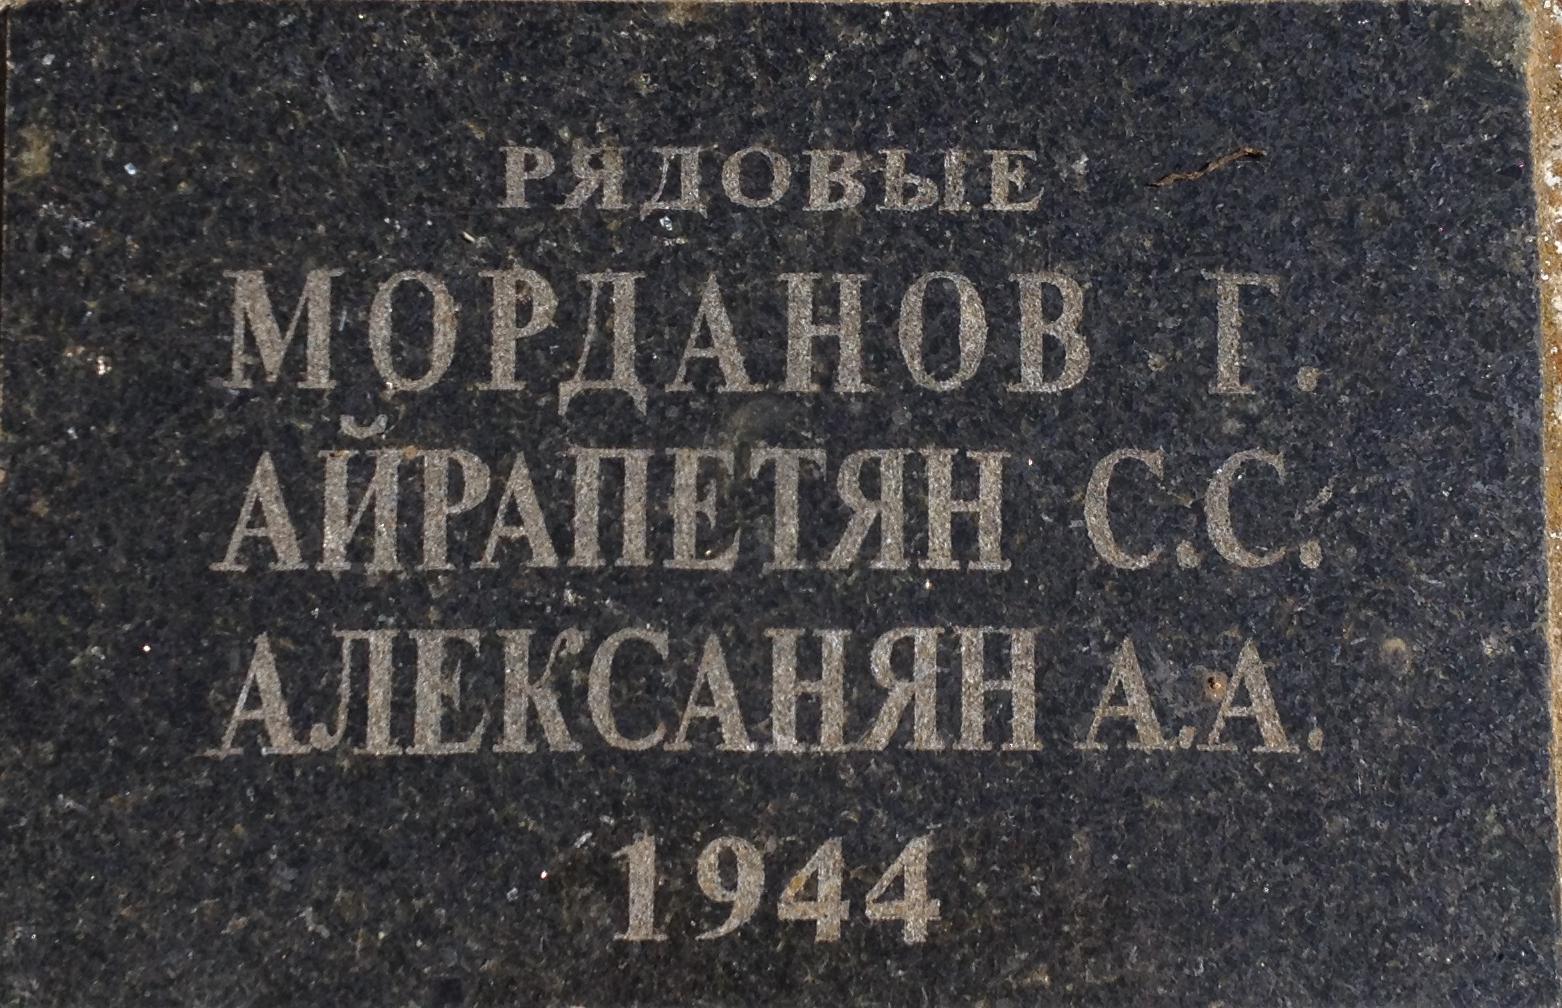 РЯДОВЫЕ
МОРДАНОВ Г.
АЙРАПЕТЯН С.С.
АЛЕКСАНЯН А.А.
1944